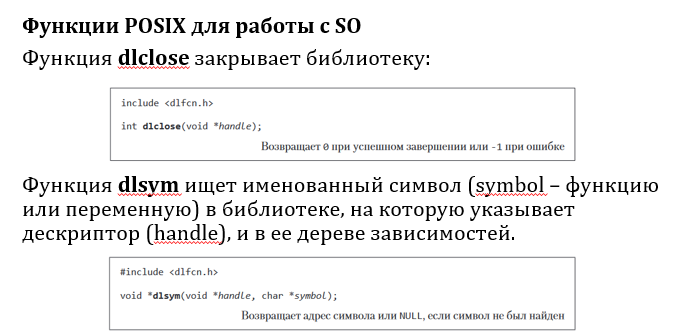 Функции POSIX для работы с SO
Функция dlclose закрывает библиотеку:
include <dlfcn.h>
int dlclose(void *handle);
Возвращает 0 при успешном завершении или -1 при ошибке
Функция dlsym ищет именованный символ (symbol – функцию
или переменную) в библиотеке, на которую указывает
дескриптор (handle), и в ее дереве зависимостей.
#include <dlfcn.h>
void *dlsym(void *handle, char *symbol);
Возвращает адрес символа или NULL, если символ не был найден